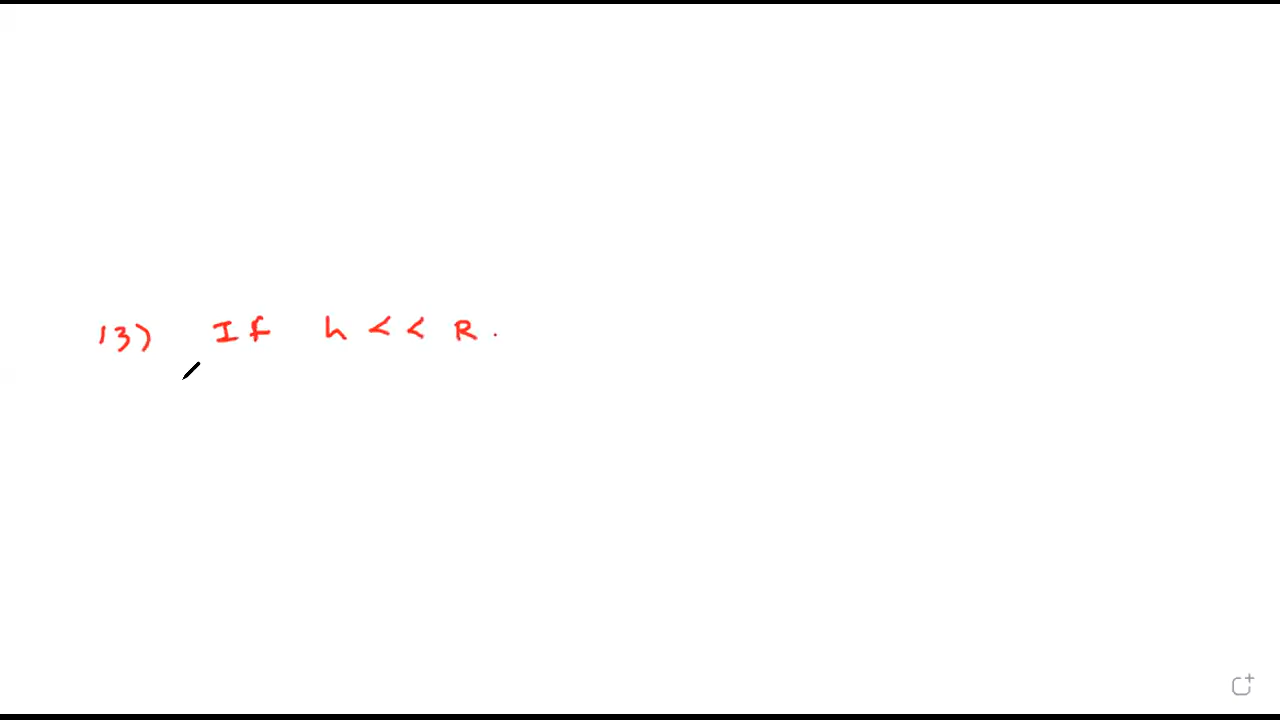 13) If h << R.